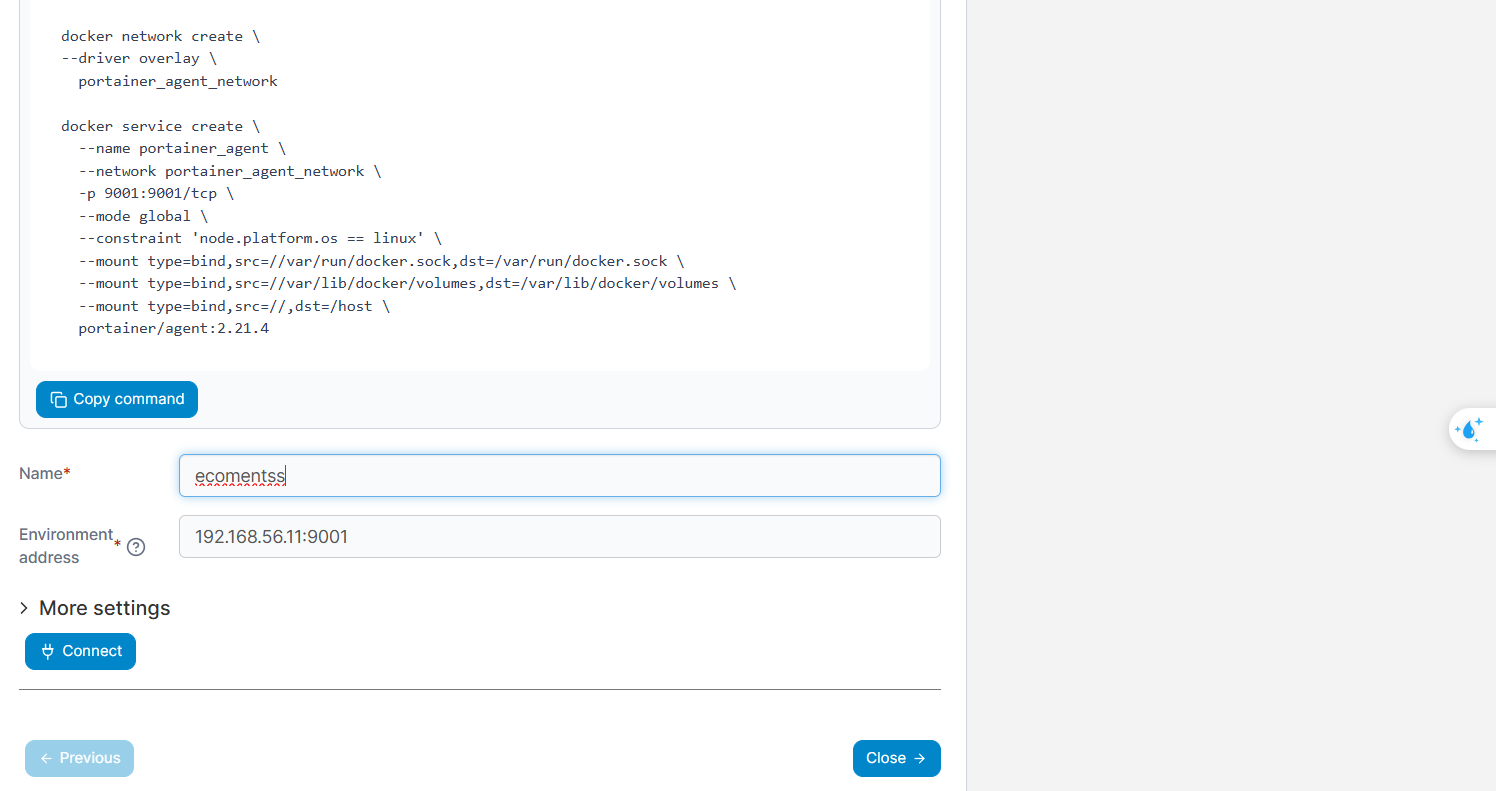 docker network create \
--driver overlay \
portainer_agent_network
docker service create \
--name portainer_agent \
--network portainer_agent_network \
-p 9001:9001/tcp \
--mode global \
--constraint 'node.platform.os == linux' \
--mount type=bind,src=//var/run/docker.sock,dst=/var/run/docker.sock \
--mount type=bind,src=//var/lib/docker/volumes,dst=/var/lib/docker/volumes \
--mount type=bind,src=//,dst=/host \
portainer/agent:2.21.4
Copy command
Name*
ecomentss
Environment address *
192.168.56.11:9001
More settings
Connect
Previous
Close